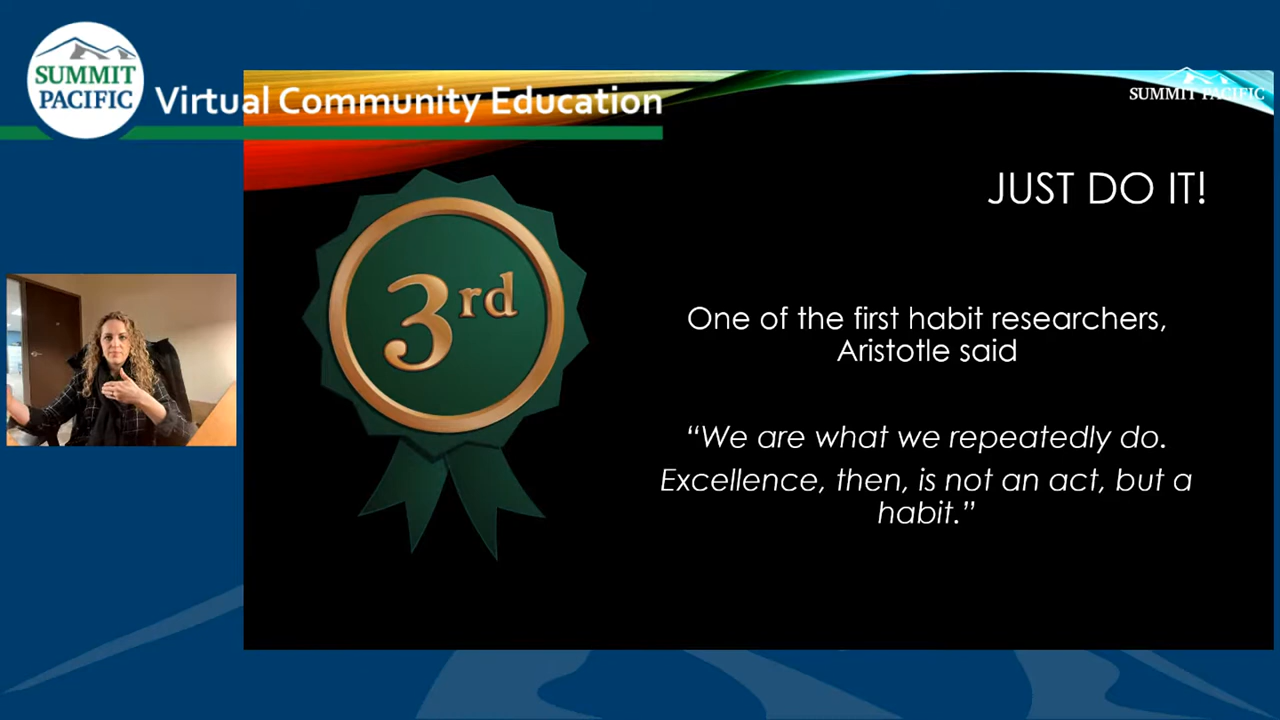 SUMMIT
PACIFIC
Virtual Community Education
SUMMIT PACIFIC
JUST DO IT!
3rd
One of the first habit researchers,
Aristotle said
“We are what we repeatedly do.
Excellence, then, is not an act, but a
habit.”